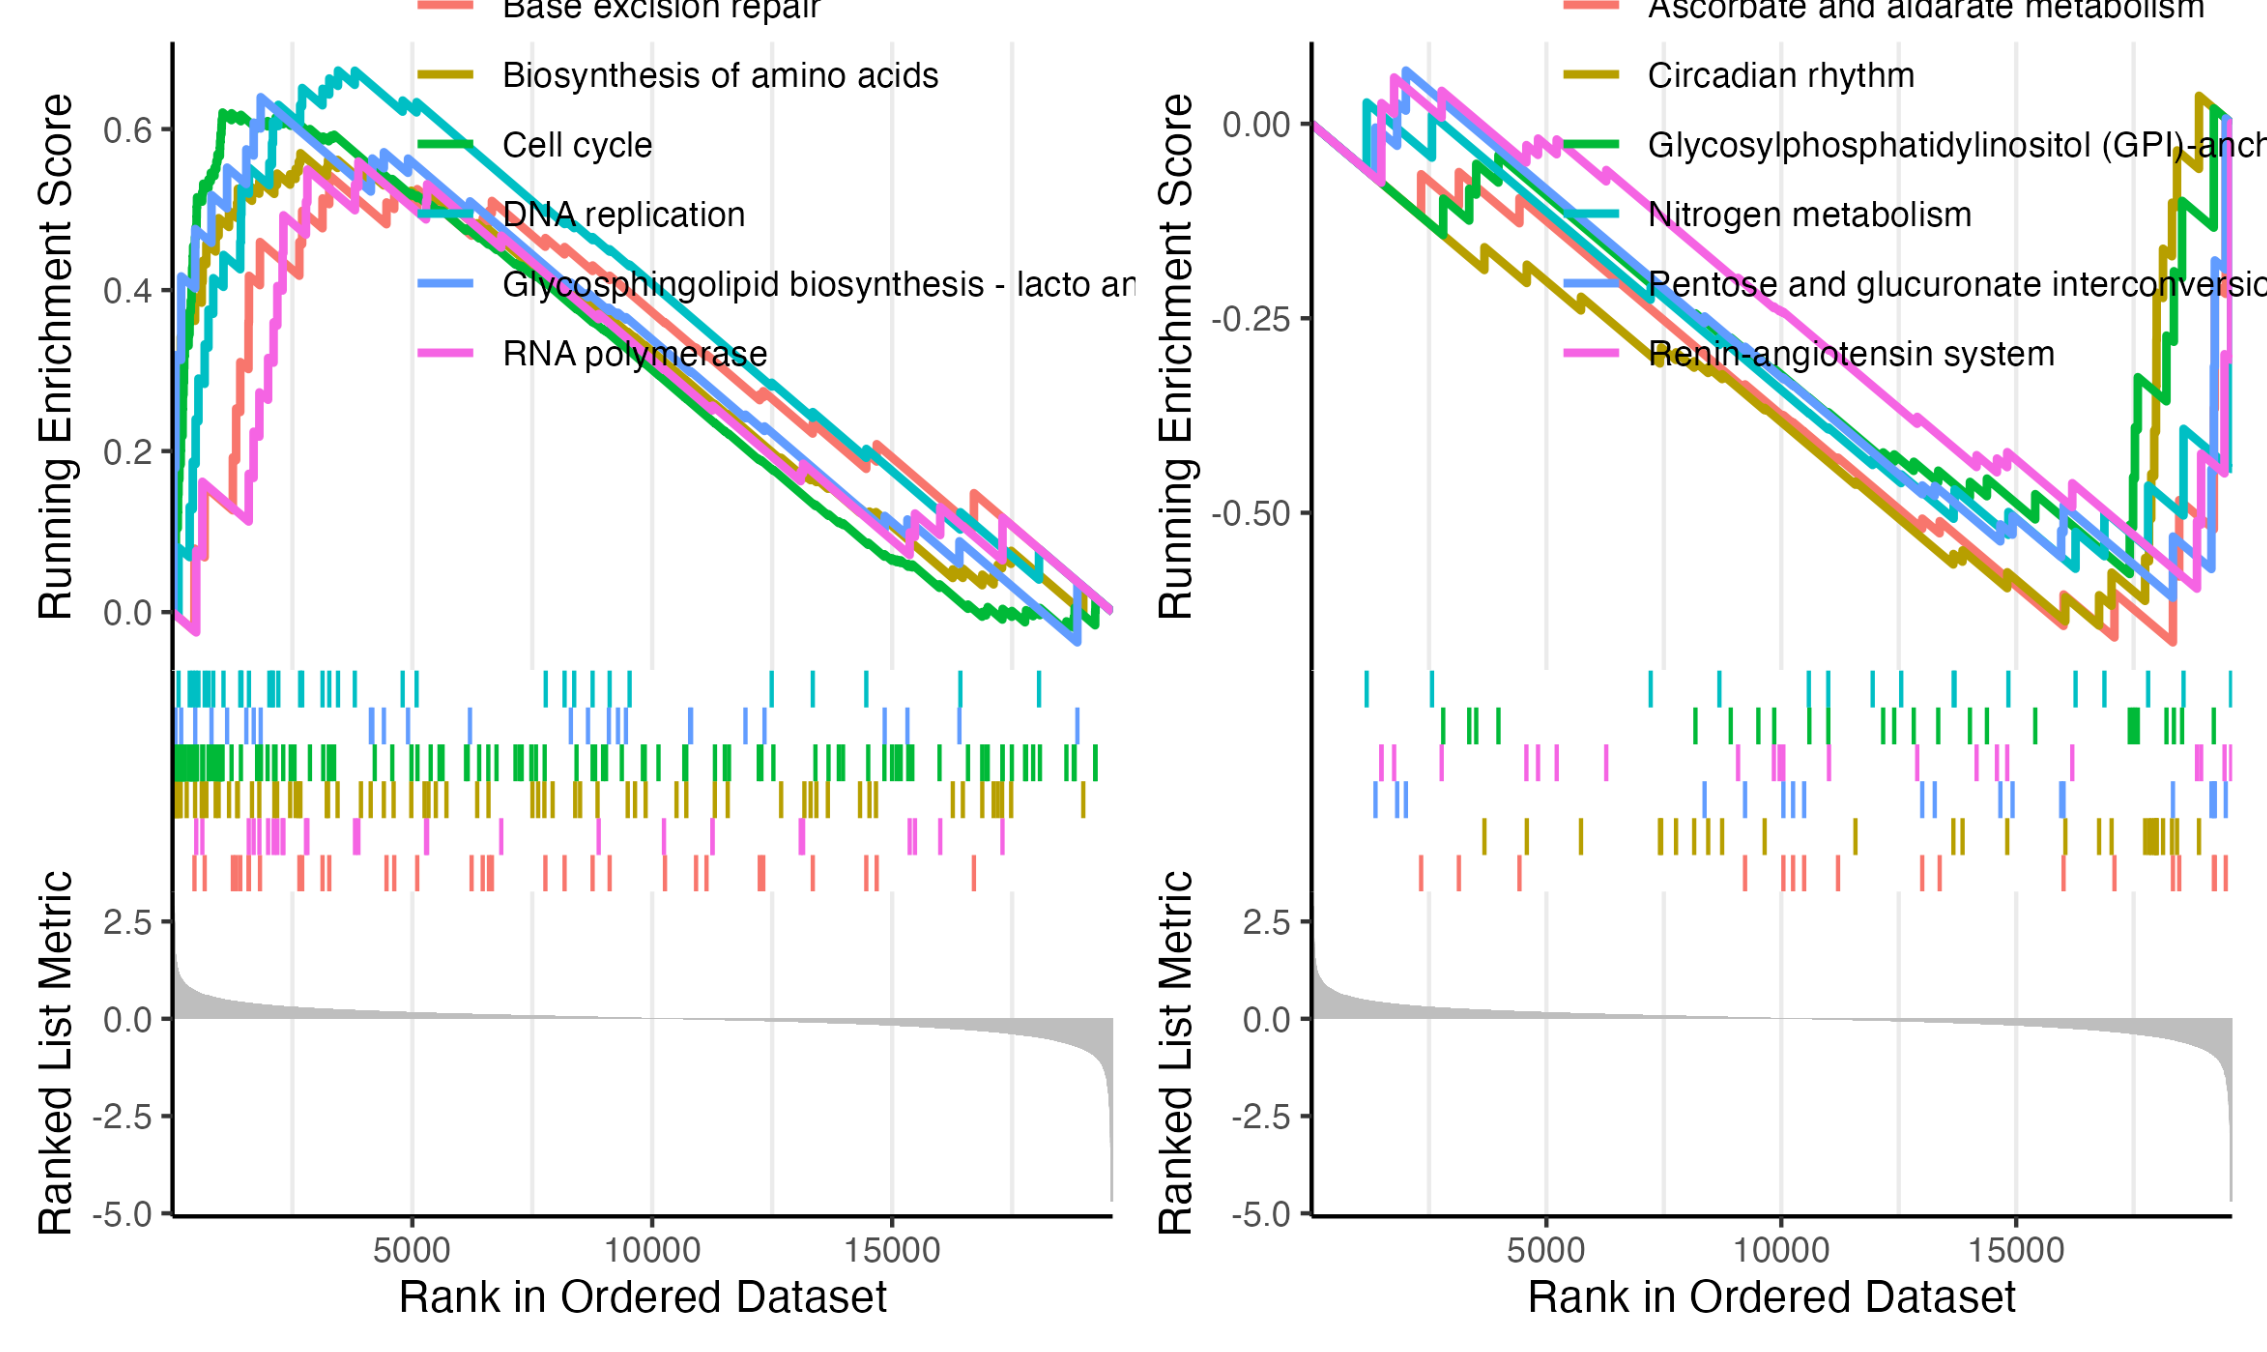 Base excision repair
Biosynthesis of amino acids
Cell cycle
DNA replication
Glycosphingolipid biosynthesis - lacto an
RNA polymerase
Running Enrichment Score
0.6
0.4
0.2
0.0
Ranked List Metric
2.5
0.0
-2.5
-5.0
5000 10000 15000
Rank in Ordered Dataset
Ascorbate and aldarate metabolism
Circadian rhythm
Glycosylphosphatidylinositol (GPI)-anch
Nitrogen metabolism
Pentose and glucuronate interconversio
Renin-angiotensin system
Running Enrichment Score
0.00
-0.25
-0.50
Ranked List Metric
2.5
0.0
-2.5
-5.0
5000 10000 15000
Rank in Ordered Dataset